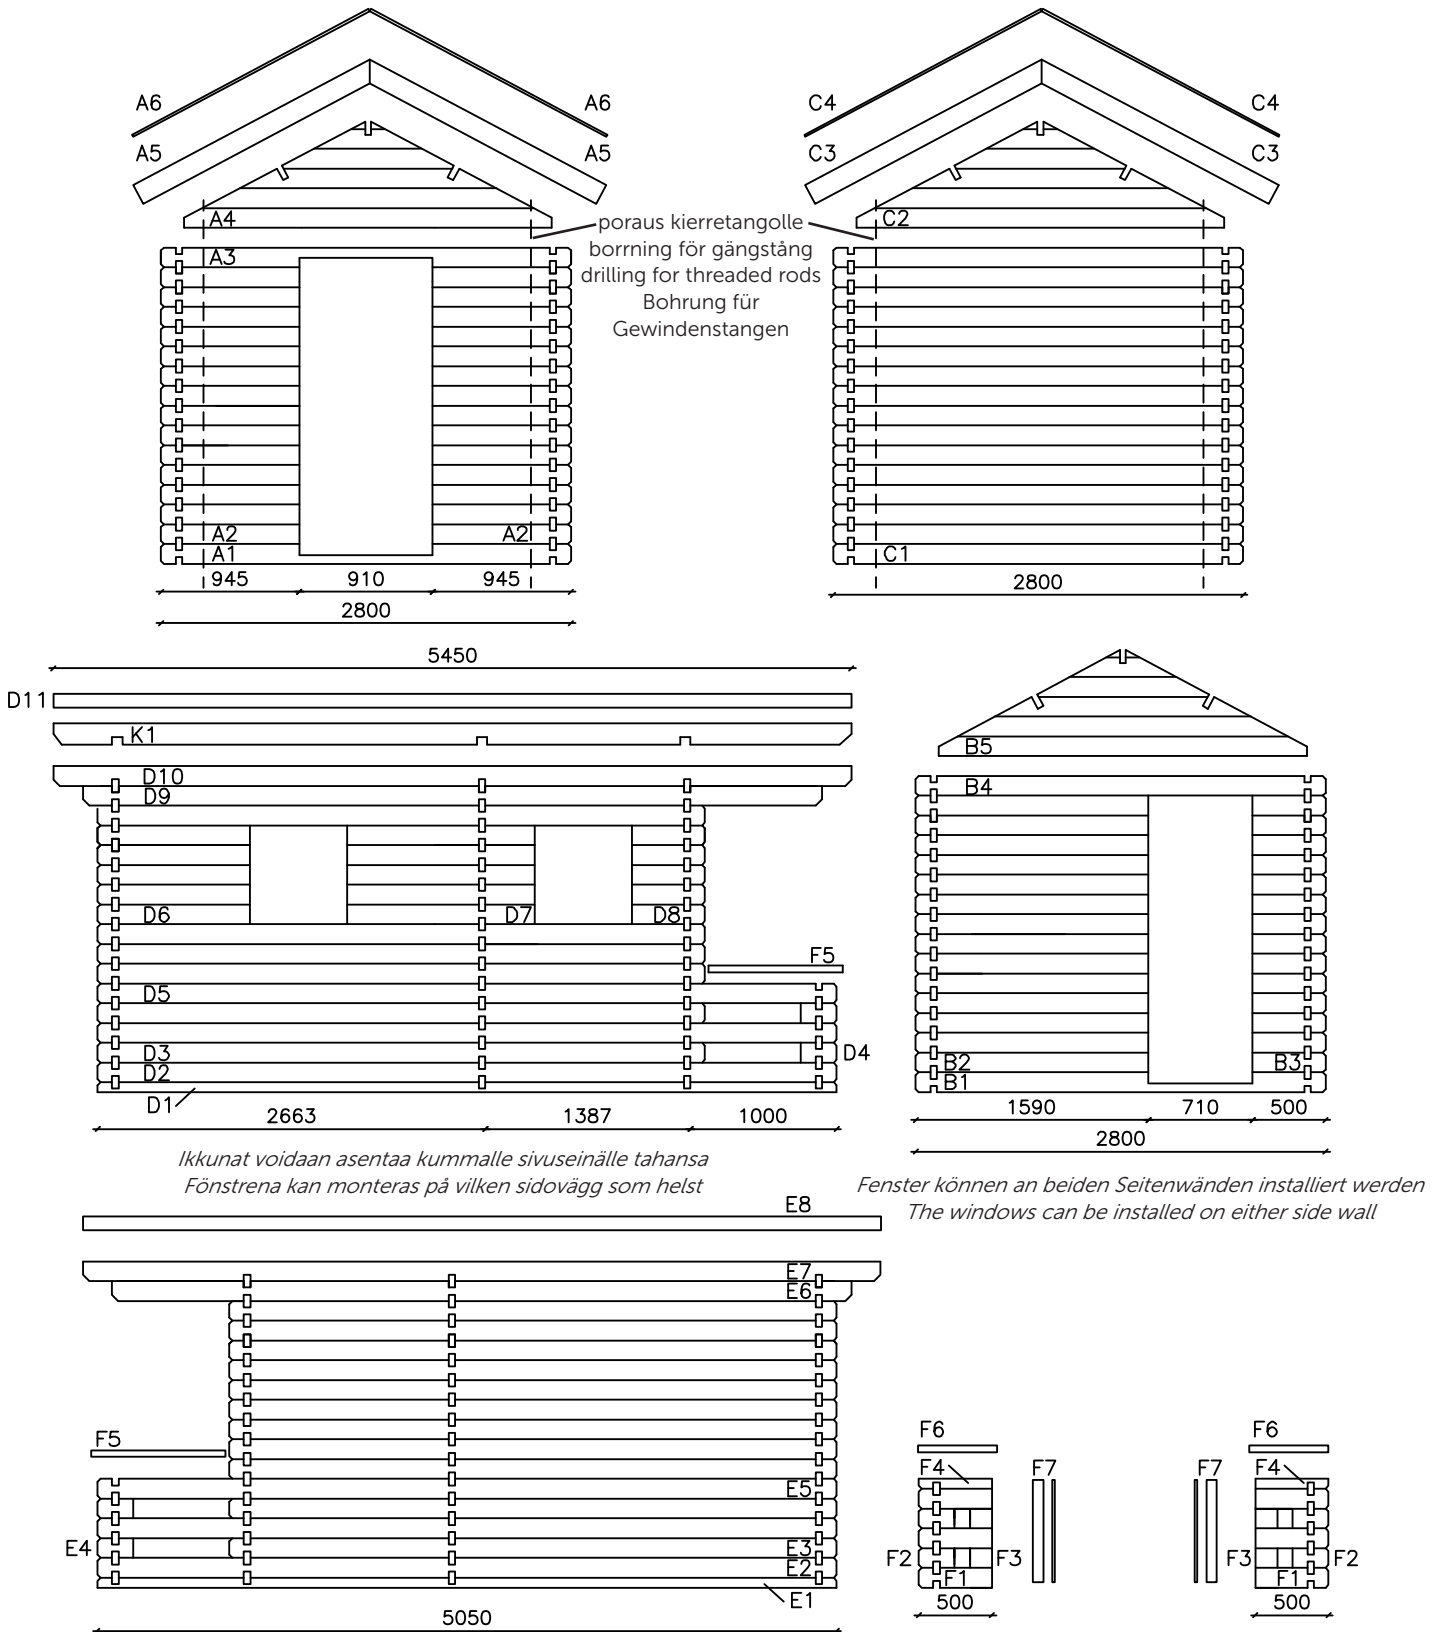 A6
A6
A5
A5
A4
A3
A2
A2
A1
945
910
945
2800
poraus kierretangolle
borrning för gängstång
drilling for threaded rods
Bohrung für
Gewindenstangen
C4
C4
C3
C3
C2
C1
2800
5450
D11
K1
D10
D9
D6
D7
D8
F5
D5
D3
D4
D2
D1
2663
1387
1000
Ikkunat voidaan asentaa kummalle sivuseinälle tahansa
Fönstrena kan monteras på vilken sidovägg som helst
B5
B4
B2
B3
B1
1590
710
500
2800
Fenster können an beiden Seitenwänden installiert werden
The windows can be installed on either side wall
E8
E7
E6
F5
E5
E4
E3
E2
E1
5050
F6
F4
F7
F2
F3
F1
500
F6
F7
F4
F3
F2
F1
500